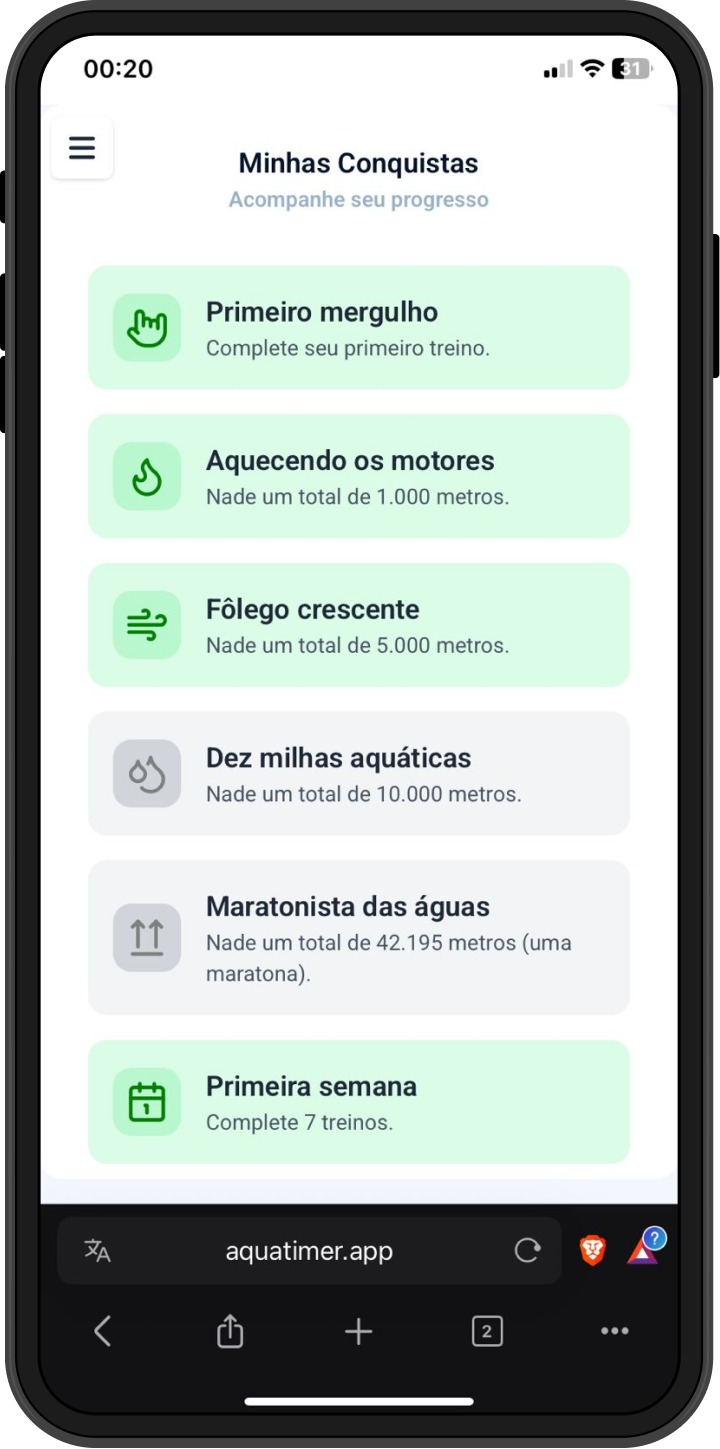 00:20
31
Minhas Conquistas
Acompanhe seu progresso
Primeiro mergulho
Complete seu primeiro treino.
Aquecendo os motores
Nade um total de 1.000 metros.
Fôlego crescente
Nade um total de 5.000 metros.
Dez milhas aquáticas
Nade um total de 10.000 metros.
Maratonista das águas
Nade um total de 42.195 metros (uma
maratona).
1
Primeira semana
Complete 7 treinos.
文A
aquatimer.app
?
2